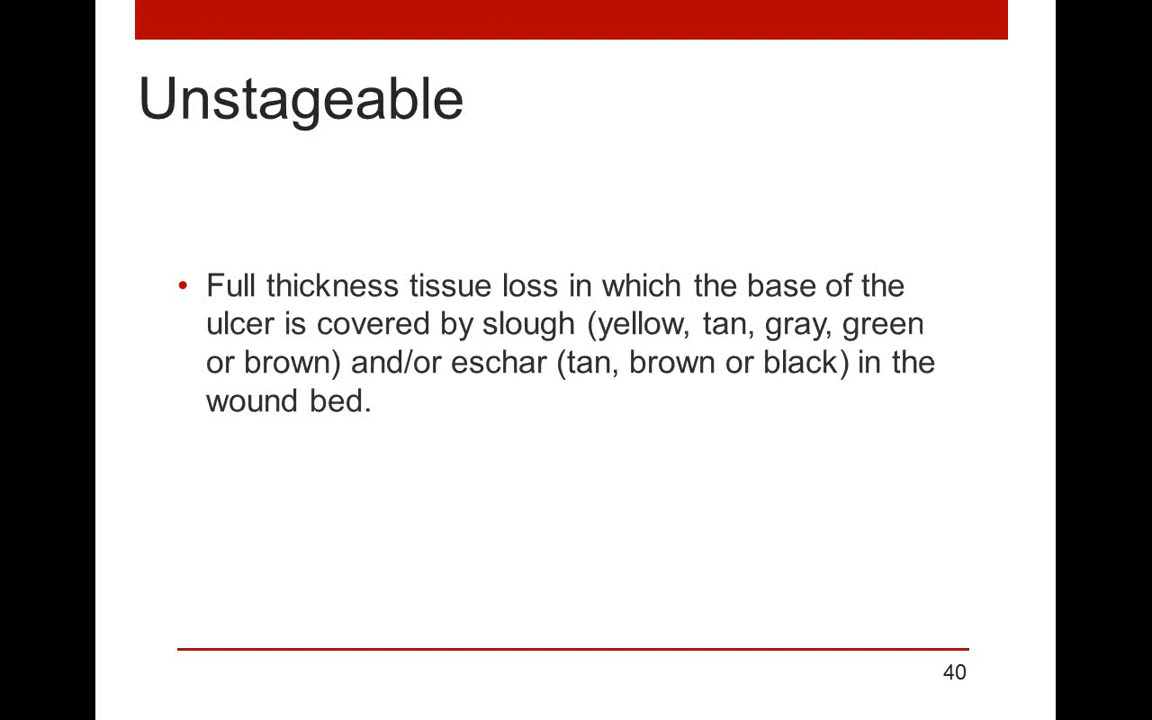 Unstageable
• Full thickness tissue loss in which the base of the
ulcer is covered by slough (yellow, tan, gray, green
or brown) and/or eschar (tan, brown or black) in the
wound bed.
40